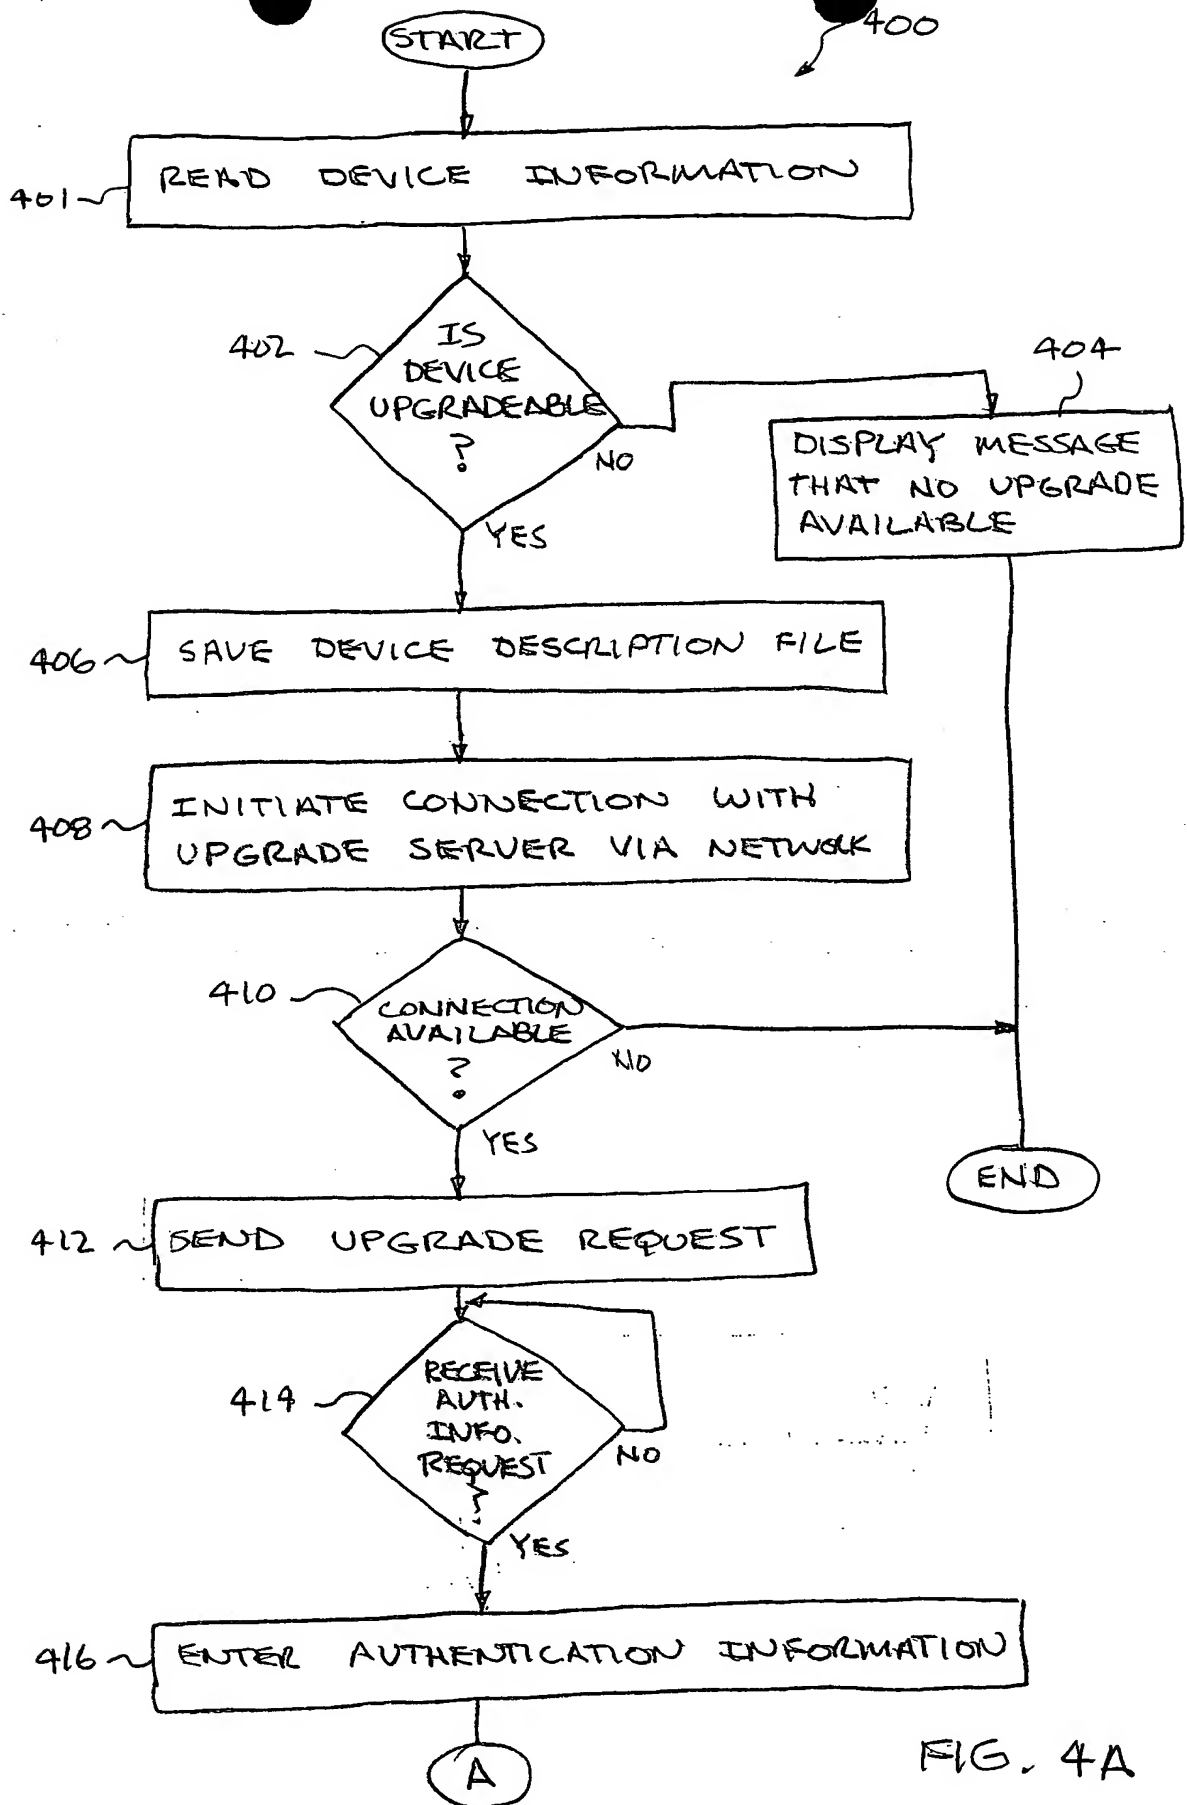 400
START
401
READ DEVICE INFORMATION
402
IS
DEVICE
UPGRADEABLE
?
NO
YES
404
DISPLAY MESSAGE
THAT NO UPGRADE
AVAILABLE
406
SAVE DEVICE DESCRIPTION FILE
408
INITIATE CONNECTION WITH
UPGRADE SERVER VIA NETWORK
410
CONNECTION
AVAILABLE
?
NO
YES
END
412
SEND UPGRADE REQUEST
414
RECEIVE
AUTH.
INFO.
REQUEST
?
NO
YES
416
ENTER AUTHENTICATION INFORMATION
A
FIG. 4A